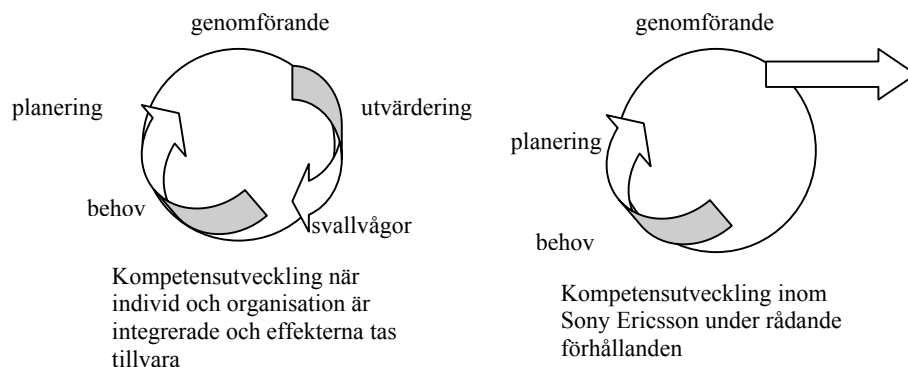 genomförande
planering
utvärdering
behov
svallvågor
Kompetensutveckling när
individ och organisation är
integrerade och effekterna tas
tillvara
genomförande
planering
behov
Kompetensutveckling inom
Sony Ericsson under rådande
förhållanden